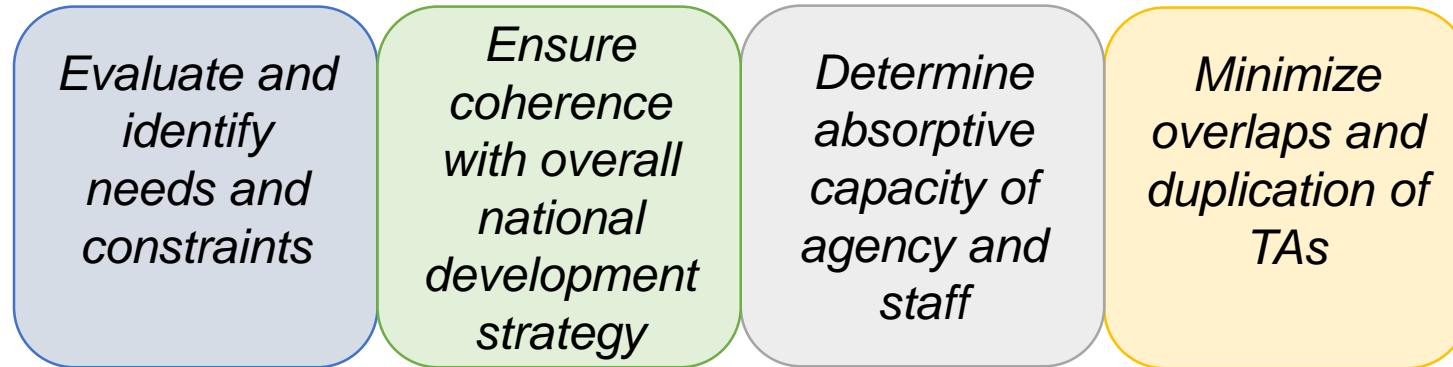 Evaluate and
identify
needs and
constraints
Ensure
coherence
with overall
national
development
strategy
Determine
absorptive
capacity of
agency and
staff
Minimize
overlaps and
duplication of
TAs